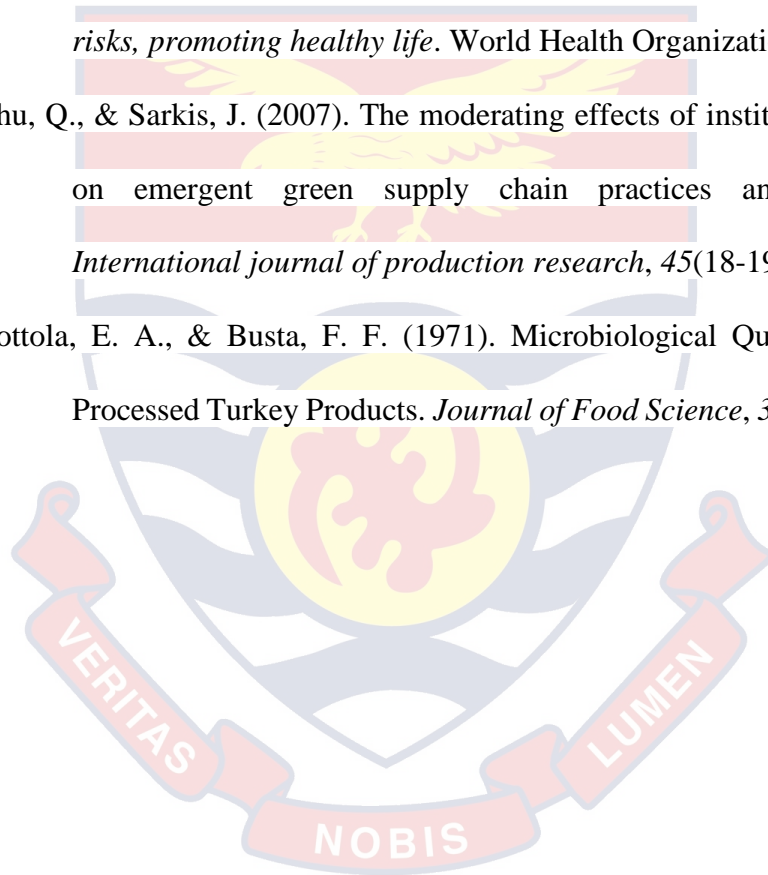 risks, promoting healthy life. World Health Organizati
hu, Q., & Sarkis, J. (2007). The moderating effects of instit
on emergent green supply chain practices an
International journal of production research, 45(18-19
ottola, E. A., & Busta, F. F. (1971). Microbiological Qu
Processed Turkey Products. Journal of Food Science, 3
VERITAS
NOBIS
LUMEN